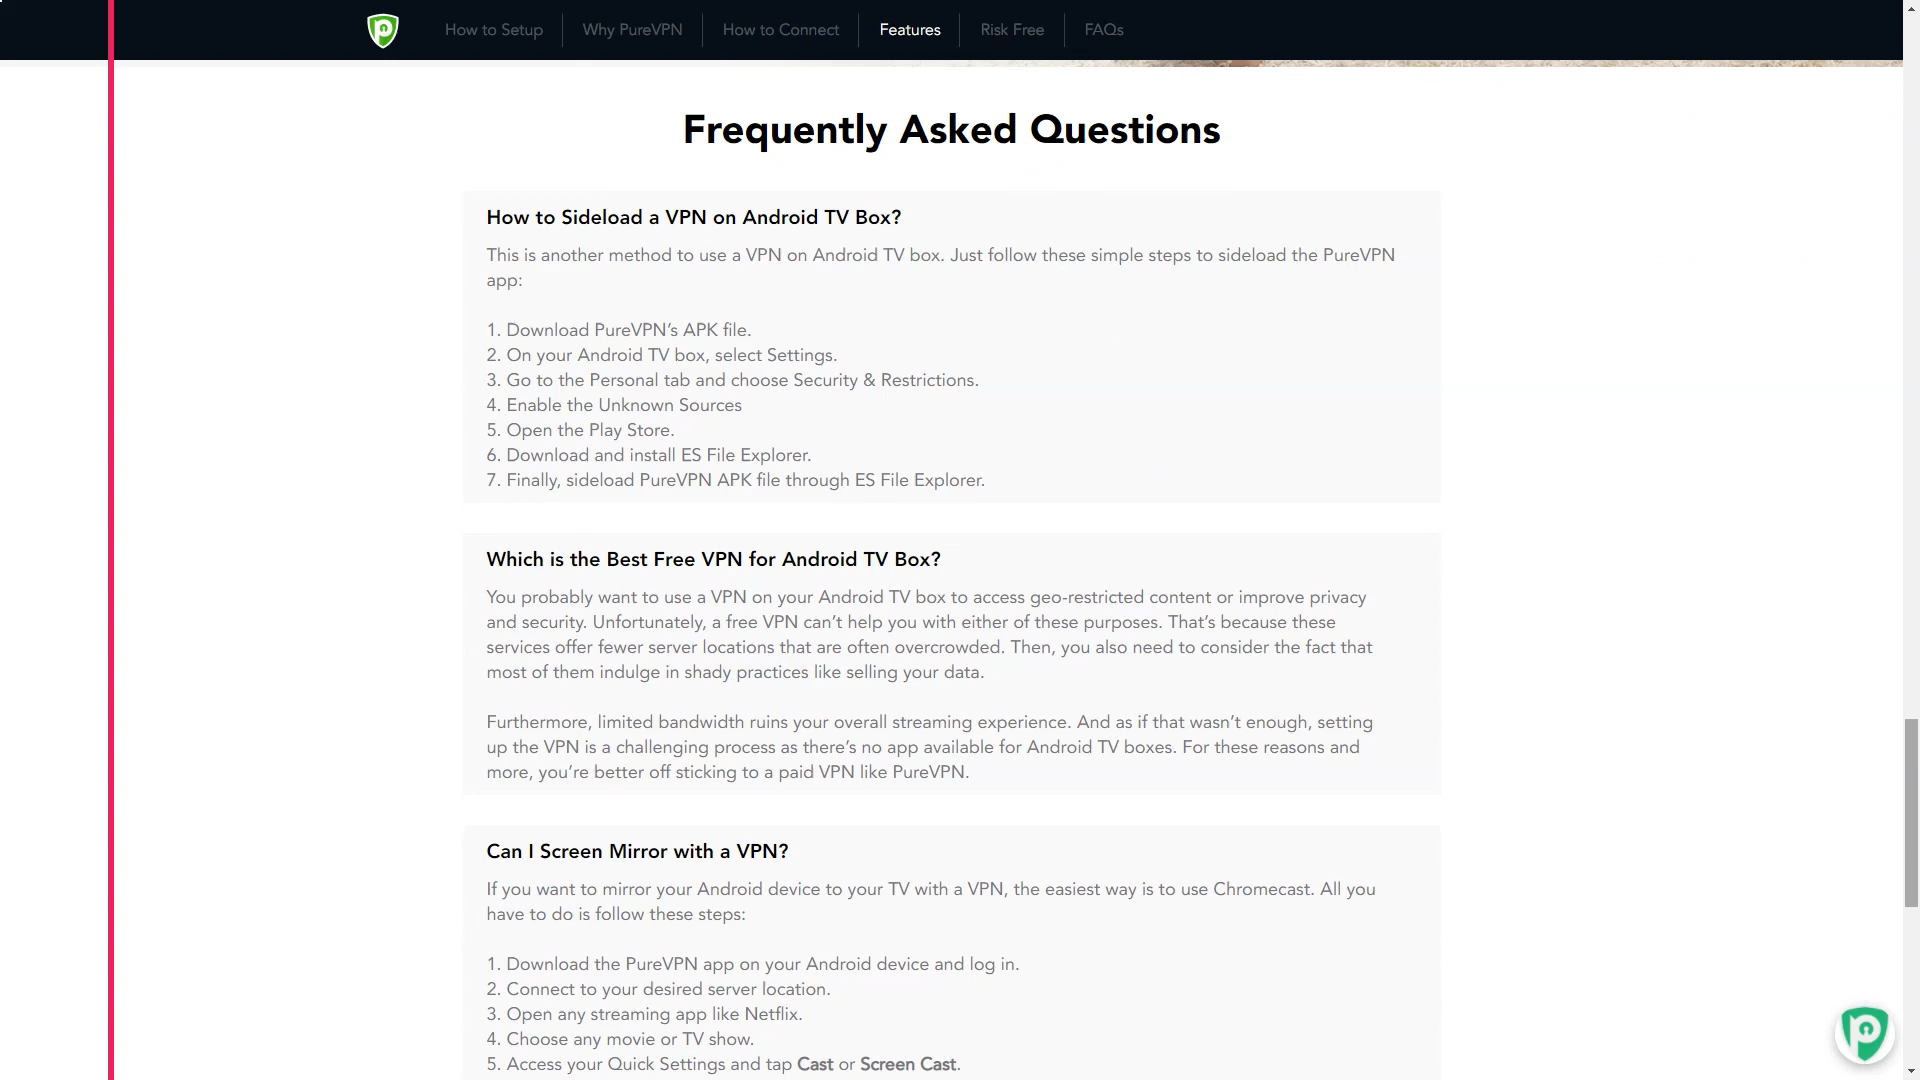 How to Setup
Why PureVPN
How to Connect
Features
Risk Free
FAQs
Frequently Asked Questions
How to Sideload a VPN on Android TV Box?
This is another method to use a VPN on Android TV box. Just follow these simple steps to sideload the PureVPN
app:
1. Download PureVPN’s APK file.
2. On your Android TV box, select Settings.
3. Go to the Personal tab and choose Security & Restrictions.
4. Enable the Unknown Sources
5. Open the Play Store.
6. Download and install ES File Explorer.
7. Finally, sideload PureVPN APK file through ES File Explorer.
Which is the Best Free VPN for Android TV Box?
You probably want to use a VPN on your Android TV box to access geo-restricted content or improve privacy
and security. Unfortunately, a free VPN can’t help you with either of these purposes. That’s because these
services offer fewer server locations that are often overcrowded. Then, you also need to consider the fact that
most of them indulge in shady practices like selling your data.
Furthermore, limited bandwidth ruins your overall streaming experience. And as if that wasn’t enough, setting
up the VPN is a challenging process as there’s no app available for Android TV boxes. For these reasons and
more, you’re better off sticking to a paid VPN like PureVPN.
Can I Screen Mirror with a VPN?
If you want to mirror your Android device to your TV with a VPN, the easiest way is to use Chromecast. All you
have to do is follow these steps:
1. Download the PureVPN app on your Android device and log in.
2. Connect to your desired server location.
3. Open any streaming app like Netflix.
4. Choose any movie or TV show.
5. Access your Quick Settings and tap Cast or Screen Cast.